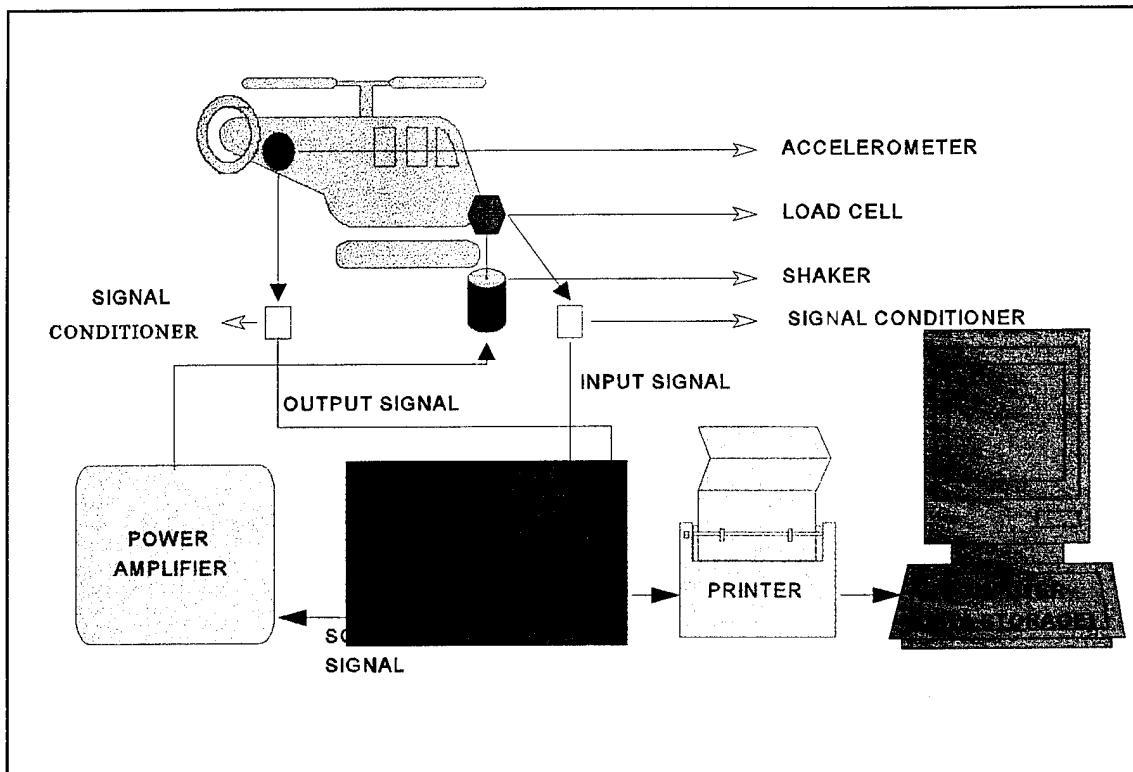 ACCELEROMETER
LOAD CELL
SHAKER
SIGNAL
CONDITIONER
SIGNAL CONDITIONER
INPUT SIGNAL
OUTPUT SIGNAL
POWER
AMPLIFIER
PRINTER
SIGNAL